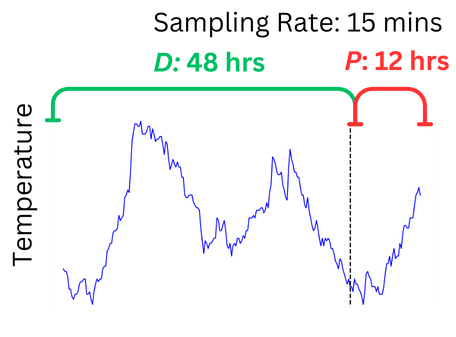 Sampling Rate: 15 mins
D: 48 hrs
P: 12 hrs
Temperature